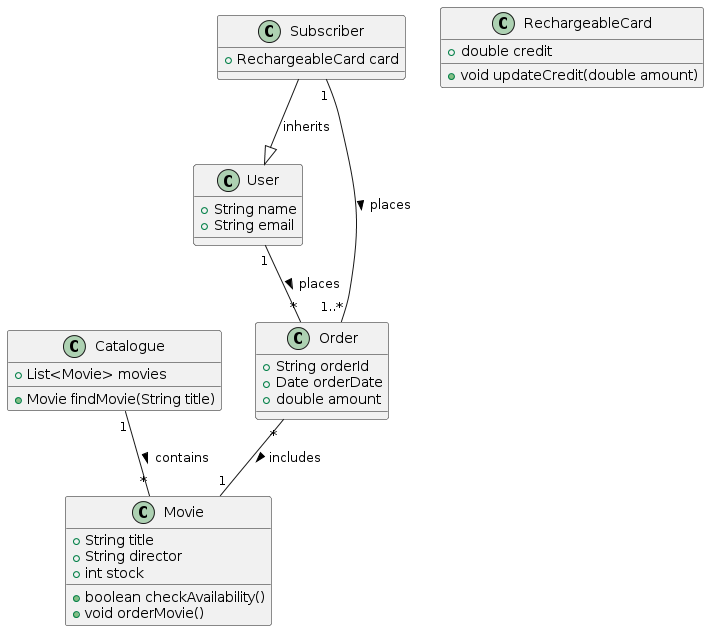 C Subscriber
RechargeableCard card
C RechargeableCard
double credit
void updateCredit(double amount)
1
inherits
places
C User
String name
String email
1
places
*
1..*
C Catalogue
List<Movie> movies
Movie findMovie(String title)
C Order
String orderId
Date orderDate
double amount
1
contains
*
*
includes
1
C Movie
String title
String director
int stock
boolean checkAvailability()
void orderMovie()